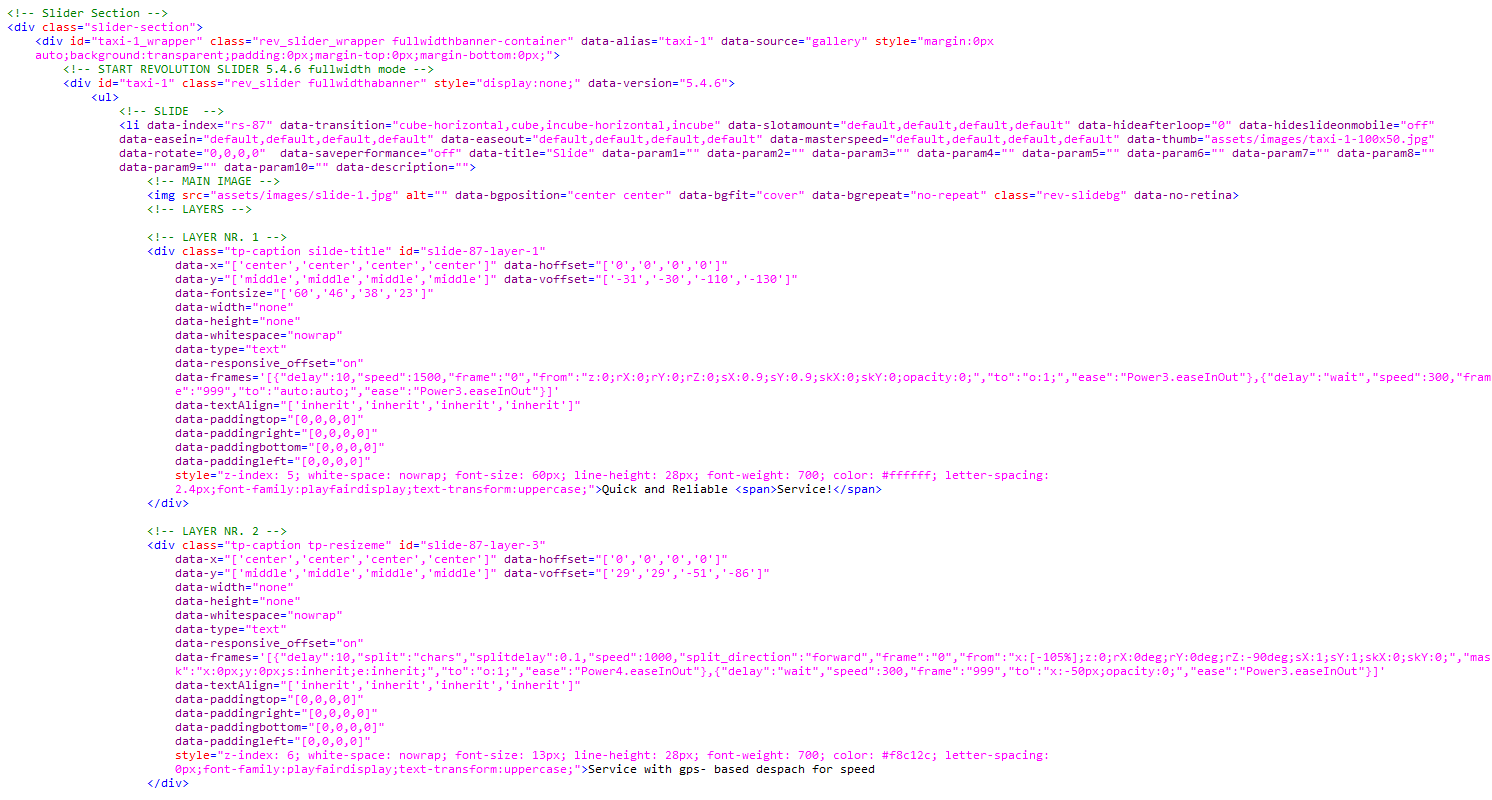 <!-- Slider Section -->
<div class="slider-section">
<div id="taxi-1_wrapper" class="rev_slider_wrapper fullwidthbanner-container" data-alias="taxi-1" data-source="gallery" style="margin:0px
auto;background:transparent;padding:0px;margin-top:0px;margin-bottom:0px;">
<!-- START REVOLUTION SLIDER 5.4.6 fullwidth mode -->
<div id="taxi-1" class="rev_slider fullwidthabanner" style="display:none;" data-version="5.4.6">
<ul>
<!-- SLIDE  -->
<li data-index="rs-87" data-transition="cube-horizontal,cube,incube-horizontal,incube" data-slotamount="default,default,default,default" data-hideafterloop="0" data-hideslideonmobile="off"
data-easein="default,default,default,default" data-easeout="default,default,default,default" data-masterspeed="default,default,default,default" data-thumb="assets/images/taxi-1-100x50.jpg"
data-rotate="0,0,0,0"  data-saveperformance="off" data-title="Slide" data-param1="" data-param2="" data-param3="" data-param4="" data-param5="" data-param6="" data-param7="" data-param8=""
data-param9="" data-param10="" data-description="">
<!-- MAIN IMAGE -->
<img src="assets/images/slide-1.jpg" alt="" data-bgposition="center center" data-bgfit="cover" data-bgrepeat="no-repeat" class="rev-slidebg" data-no-retina>
<!-- LAYERS -->
<!-- LAYER NR. 1 -->
<div class="tp-caption silde-title" id="slide-87-layer-1"
data-x="['center','center','center','center']" data-hoffset="['0','0','0','0']"
data-y="['middle','middle','middle','middle']" data-voffset="['-31','-30','-110','-130']"
data-fontsize="['60','46','38','23']"
data-width="none"
data-height="none"
data-whitespace="nowrap"
data-type="text"
data-responsive_offset="on"
data-frames='[{"delay":10,"speed":1500,"frame":"0","from":"z:0;rX:0;rY:0;rZ:0;sX:0.9;sY:0.9;skX:0;skY:0;opacity:0;","to":"o:1;","ease":"Power3.easeInOut"},{"delay":"wait","speed":300,"fram
e":"999","to":"auto:auto;","ease":"Power3.easeInOut"}]'
data-textAlign="['inherit','inherit','inherit','inherit']"
data-paddingtop="[0,0,0,0]"
data-paddingright="[0,0,0,0]"
data-paddingbottom="[0,0,0,0]"
data-paddingleft="[0,0,0,0]"
style="z-index: 5; white-space: nowrap; font-size: 60px; line-height: 28px; font-weight: 700; color: #ffffff; letter-spacing:
2.4px;font-family:playfairdisplay;text-transform:uppercase;">Quick and Reliable <span>Service!</span>
</div>
<!-- LAYER NR. 2 -->
<div class="tp-caption tp-resizeme" id="slide-87-layer-3"
data-x="['center','center','center','center']" data-hoffset="['0','0','0','0']"
data-y="['middle','middle','middle','middle']" data-voffset="['29','29','-51','-86']"
data-width="none"
data-height="none"
data-whitespace="nowrap"
data-type="text"
data-responsive_offset="on"
data-frames='[{"delay":10,"split":"chars","splitdelay":0.1,"speed":1000,"split_direction":"forward","frame":"0","from":"x:[-105%];z:0;rX:0deg;rY:0deg;rZ:-90deg;sX:1;sY:1;skX:0;skY:0;","mas
k":"x:0px;y:0px;s:inherit;e:inherit;","to":"o:1;","ease":"Power4.easeInOut"},{"delay":"wait","speed":300,"frame":"999","to":"x:-50px;opacity:0;","ease":"Power3.easeInOut"}]'
data-textAlign="['inherit','inherit','inherit','inherit']"
data-paddingtop="[0,0,0,0]"
data-paddingright="[0,0,0,0]"
data-paddingbottom="[0,0,0,0]"
data-paddingleft="[0,0,0,0]"
style="z-index: 6; white-space: nowrap; font-size: 13px; line-height: 28px; font-weight: 700; color: #f8c12c; letter-spacing:
0px;font-family:playfairdisplay;text-transform:uppercase;">Service with gps- based despach for speed
</div>